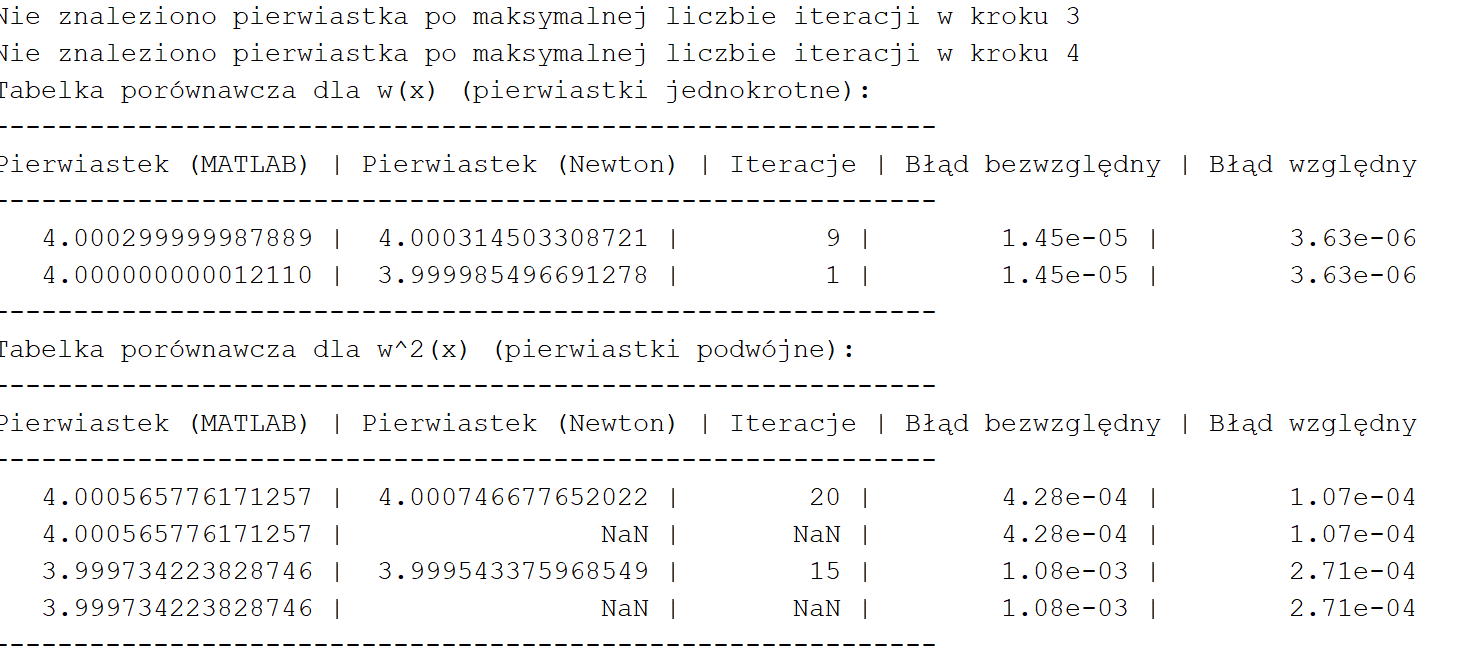 Nie znaleziono pierwiastka po maksymalnej liczbie iteracji w kroku 3
Nie znaleziono pierwiastka po maksymalnej liczbie iteracji w kroku 4
Tabelka porównawcza dla w(x) (pierwiastki jednokrotne):
-----------------------------------------------------------
Pierwiastek (MATLAB) | Pierwiastek (Newton) | Iteracje | Błąd bezwzględny | Błąd względny
-----------------------------------------------------------
4.000299999987889 | 4.000314503308721 | 9 | 1.45e-05 | 3.63e-06
4.000000000012110 | 3.999985496691278 | 1 | 1.45e-05 | 3.63e-06
-----------------------------------------------------------
Tabelka porównawcza dla w^2(x) (pierwiastki podwójne):
-----------------------------------------------------------
Pierwiastek (MATLAB) | Pierwiastek (Newton) | Iteracje | Błąd bezwzględny | Błąd względny
-----------------------------------------------------------
4.000565776171257 | 4.000746677652022 | 20 | 4.28e-04 | 1.07e-04
4.000565776171257 | NaN | NaN | 4.28e-04 | 1.07e-04
3.999734223828746 | 3.999543375968549 | 15 | 1.08e-03 | 2.71e-04
3.999734223828746 | NaN | NaN | 1.08e-03 | 2.71e-04
-----------------------------------------------------------